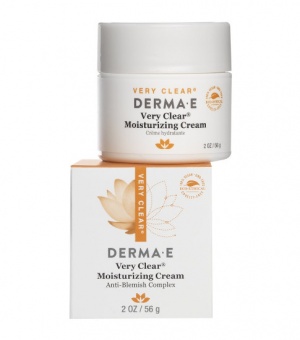 VERY CLEAR®
DERMA·E
Very Clear®
Moisturizing Cream
Crème hydratante
2 OZ / 56 g
VERY CLEAR®
DERMA·E
Very Clear®
Moisturizing Cream
Anti-Blemish Complex
2 OZ / 56 g